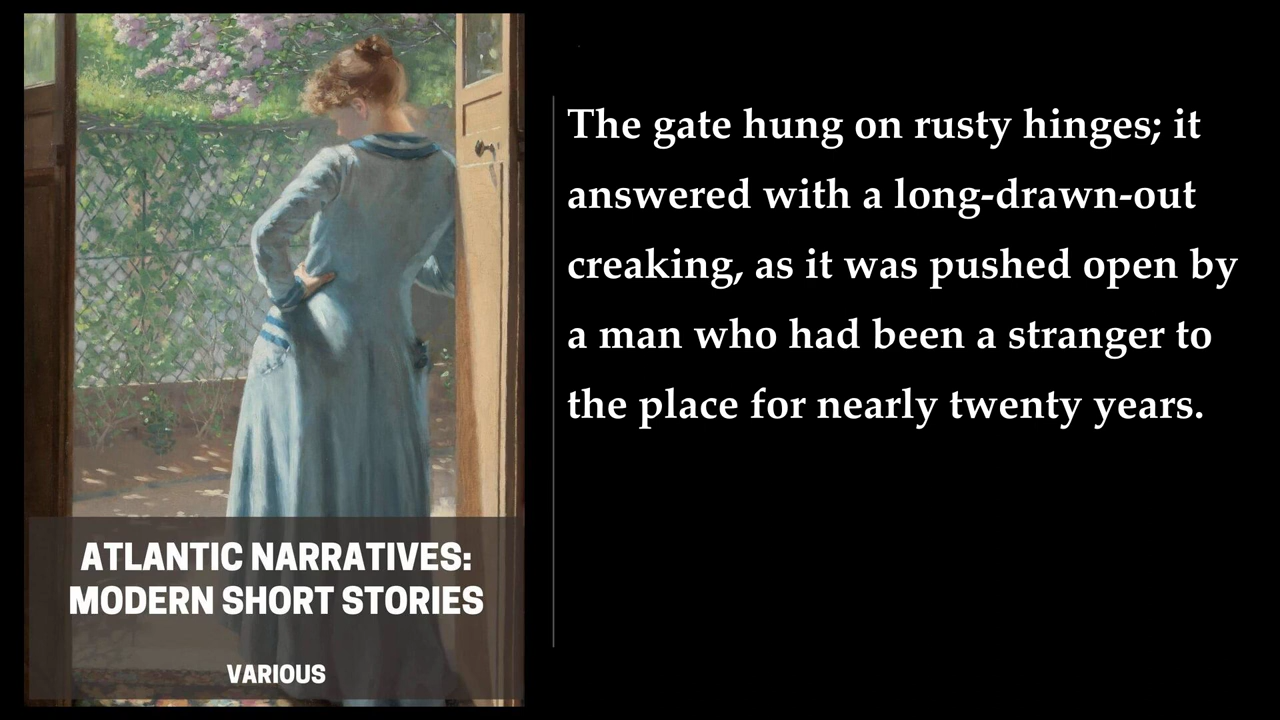 ATLANTIC NARRATIVES:
MODERN SHORT STORIES
VARIOUS
The gate hung on rusty hinges; it
answered with a long-drawn-out
creaking, as it was pushed open by
a man who had been a stranger to
the place for nearly twenty years.